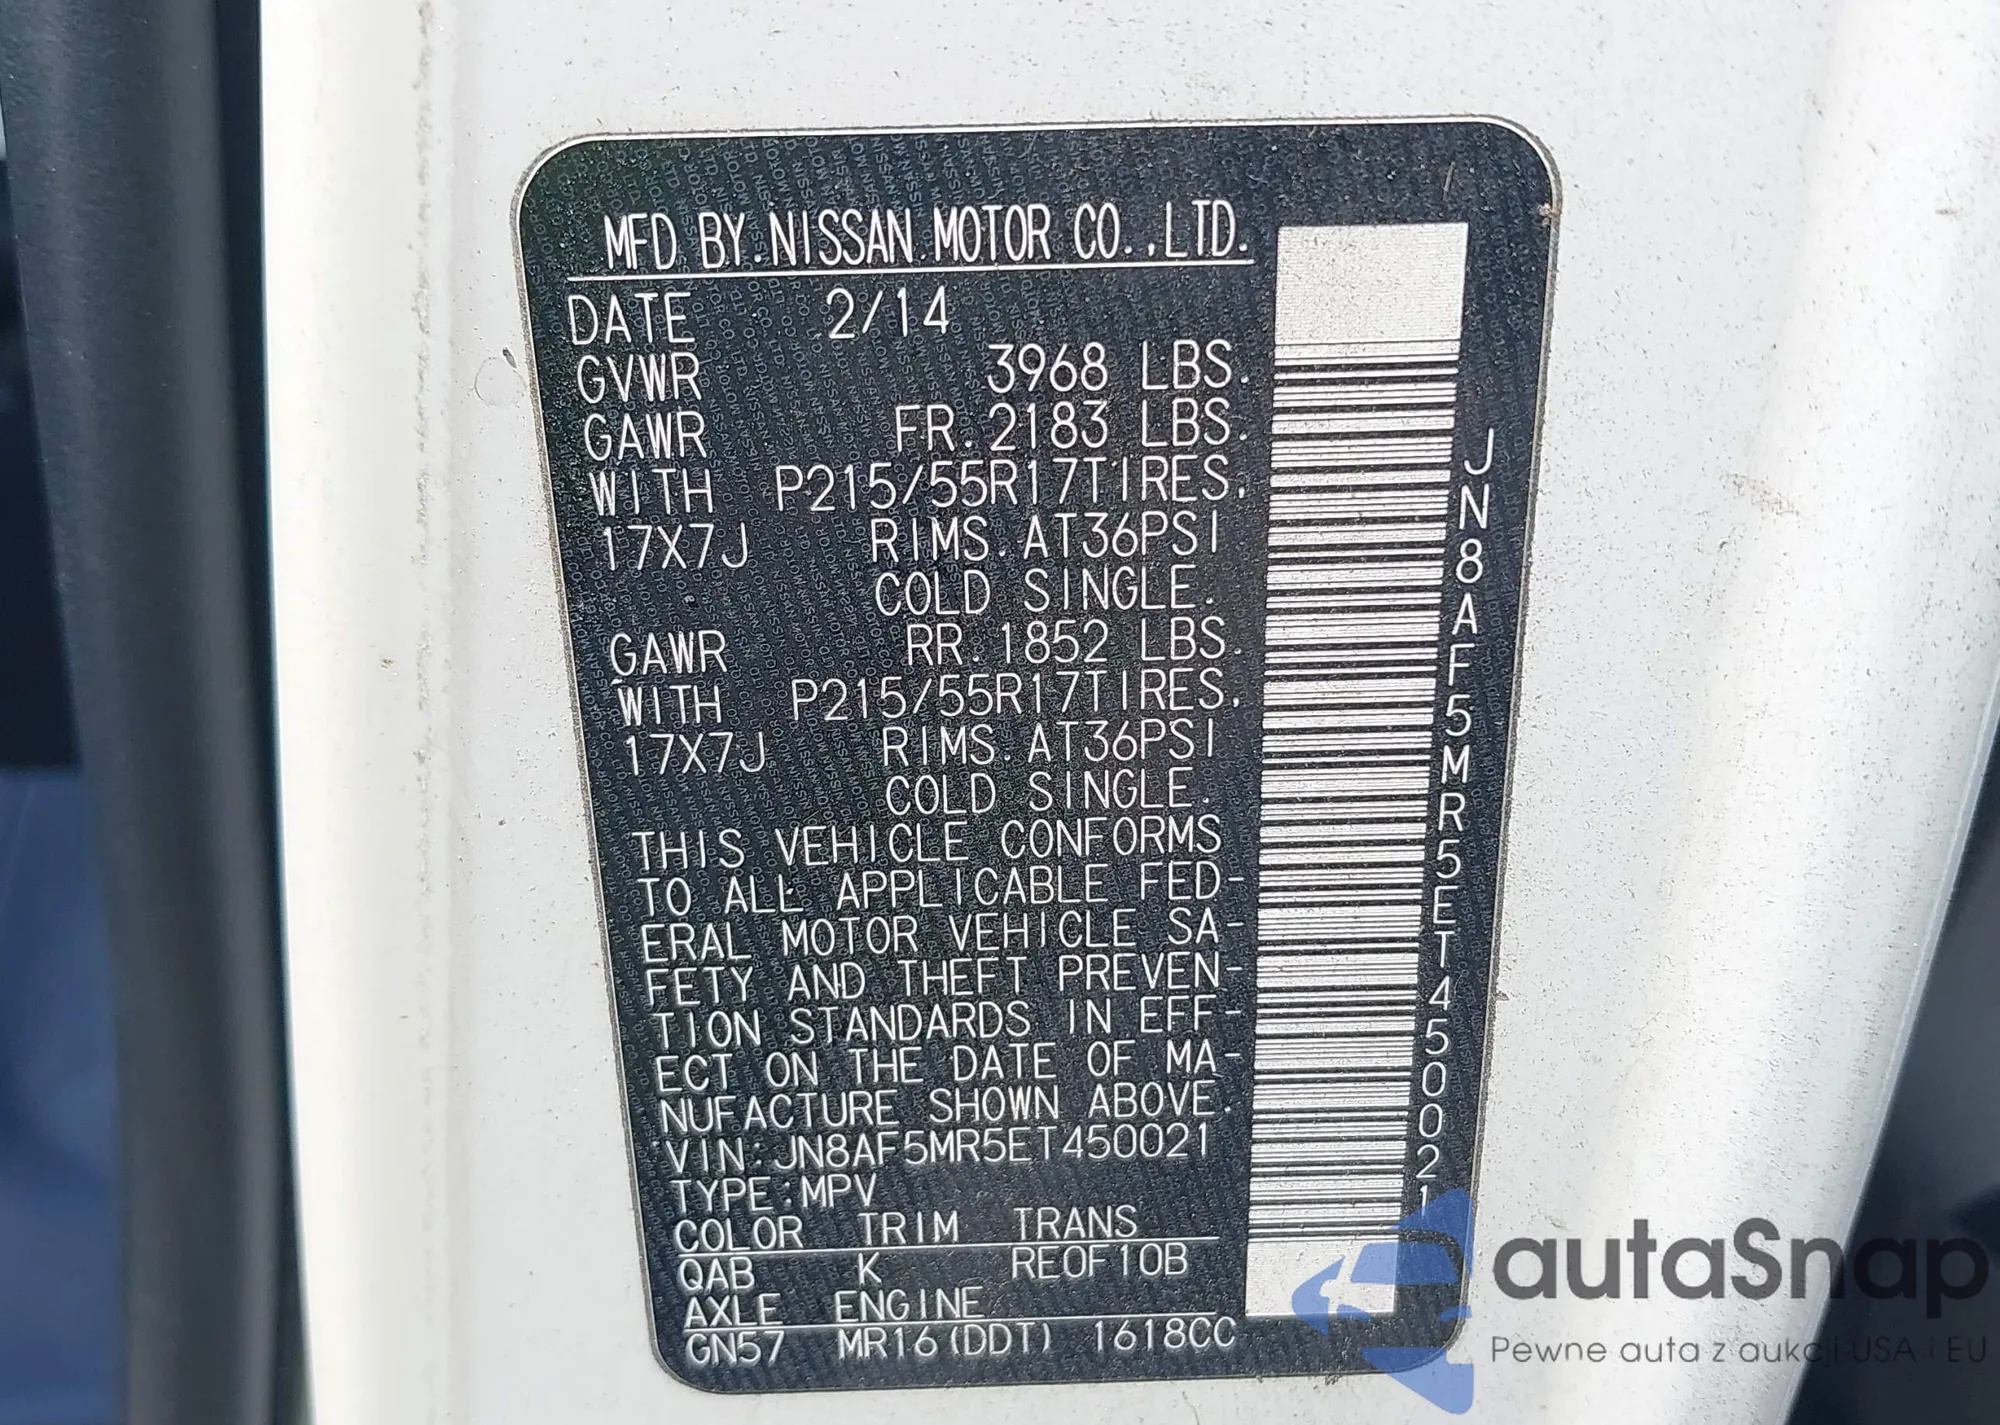 MFD BY NISSAN MOTOR CO.,LTD.
DATE 2/14
GVWR 3968 LBS.
GAWR FR. 2183 LBS.
WITH P215/55R17TIRES.
17X7J RIMS. AT36PSI
COLD SINGLE.
GAWR RR. 1852 LBS.
WITH P215/55R17TIRES.
17X7J RIMS. AT36PSI
COLD SINGLE.
THIS VEHICLE CONFORMS
TO ALL APPLICABLE FED-
ERAL MOTOR VEHICLE SA-
FETY AND THEFT PREVEN-
TION STANDARDS IN EFF-
ECT ON THE DATE OF MA-
NUFACTURE SHOWN ABOVE.
VIN:JN8AF5MR5ET450021
TYPE:MPV
COLOR TRIM TRANS
QAB K RE0F10B
AXLE ENGINE
GN57 MR16(DDT) 1618CC
JN8AF5MR5ET450021
autaSnap
Pewne auta z aukcji USA i EU